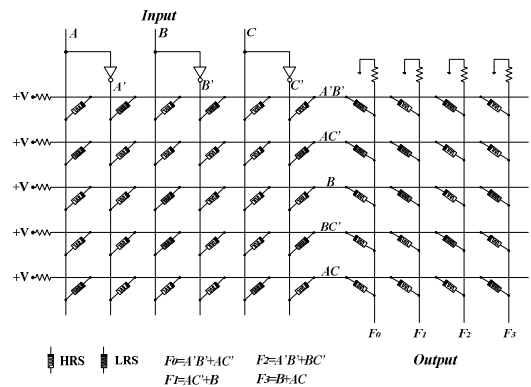 Input
A B C
A' B' C'
+V A'B'
+V AC'
+V B
+V BC'
+V AC
F0 F1 F2 F3
HRS LRS F0=A'B'+AC' F2=A'B'+BC' Output
F1=AC'+B F3=B+AC